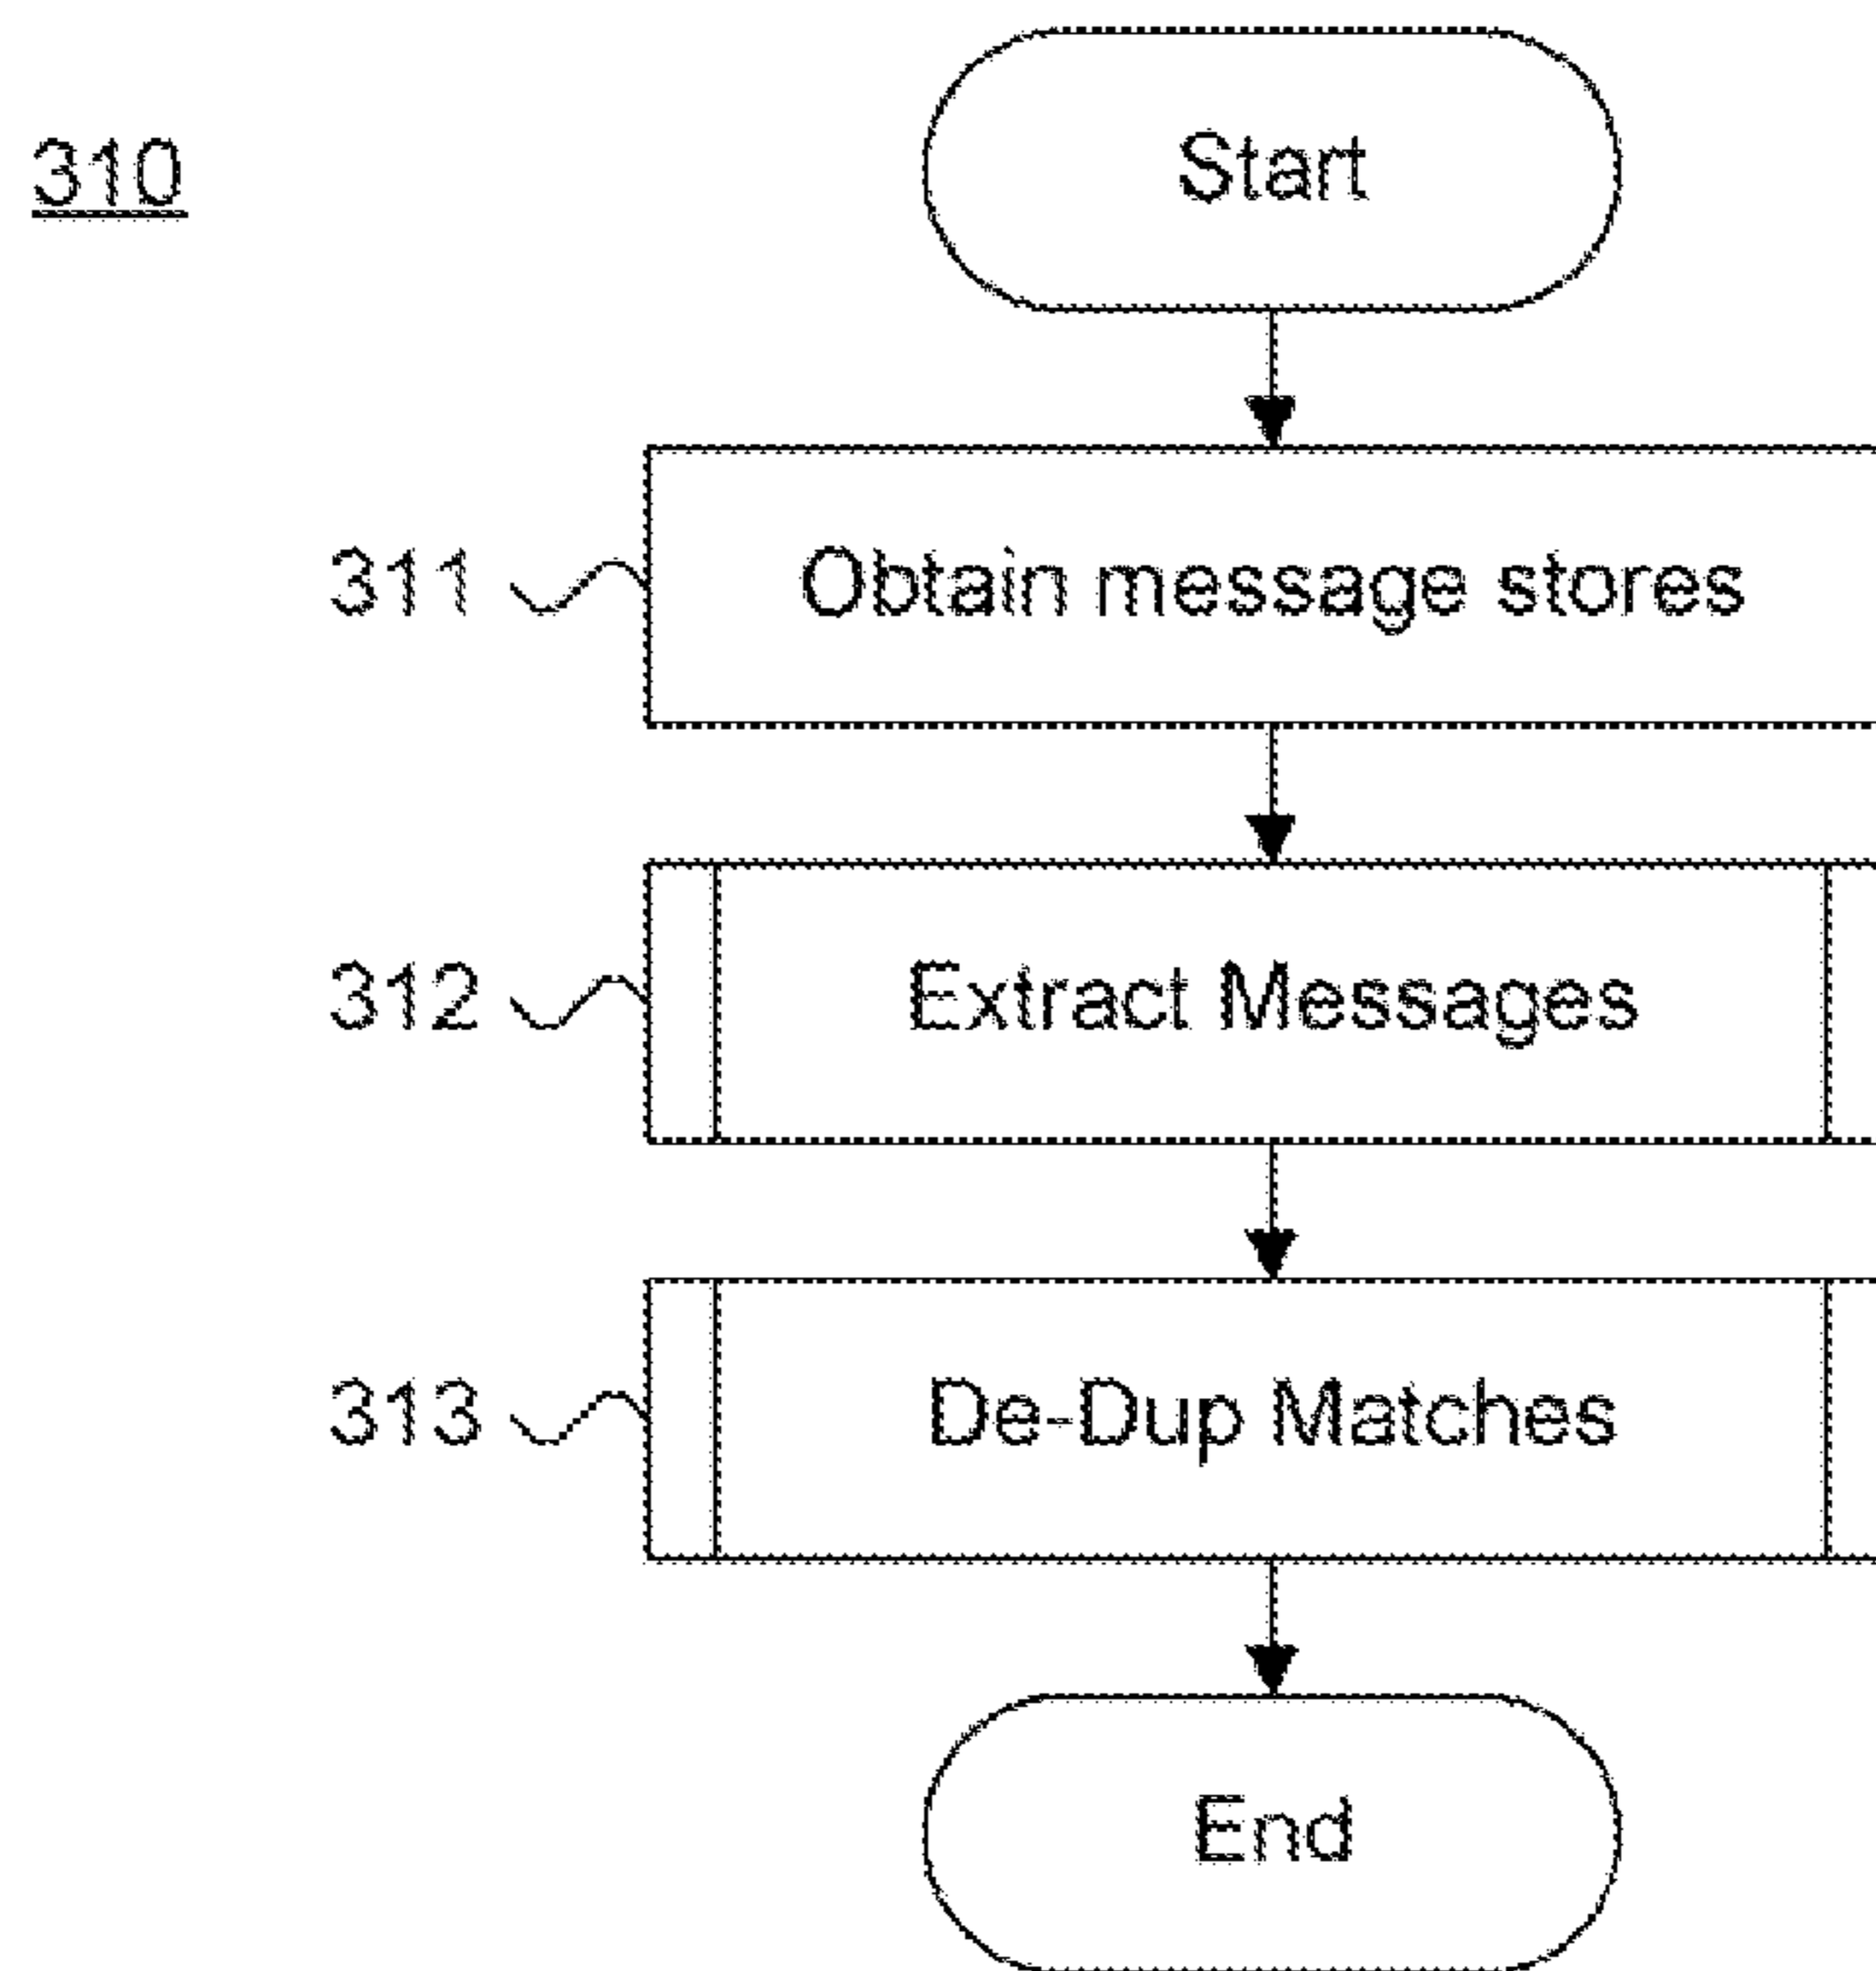 310
Start
311 Obtain message stores
312 Extract Messages
313 De-Dup Matches
End